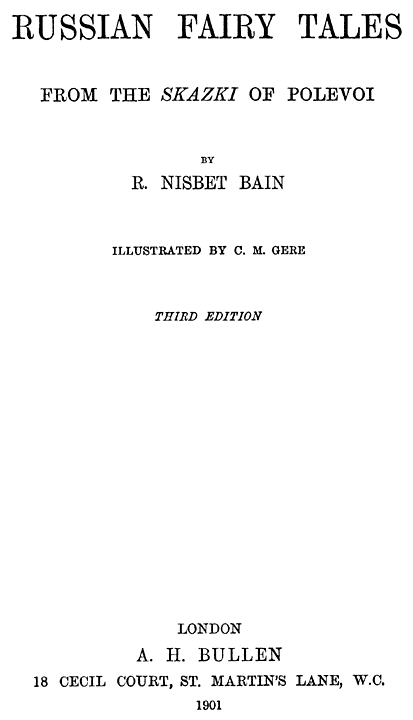 RUSSIAN FAIRY TALES
FROM THE SKAZKI OF POLEVOI
BY
R. NISBET BAIN
ILLUSTRATED BY C. M. GERE
THIRD EDITION
LONDON
A. H. BULLEN
18 CECIL COURT, ST. MARTIN'S LANE, W.C.
1901